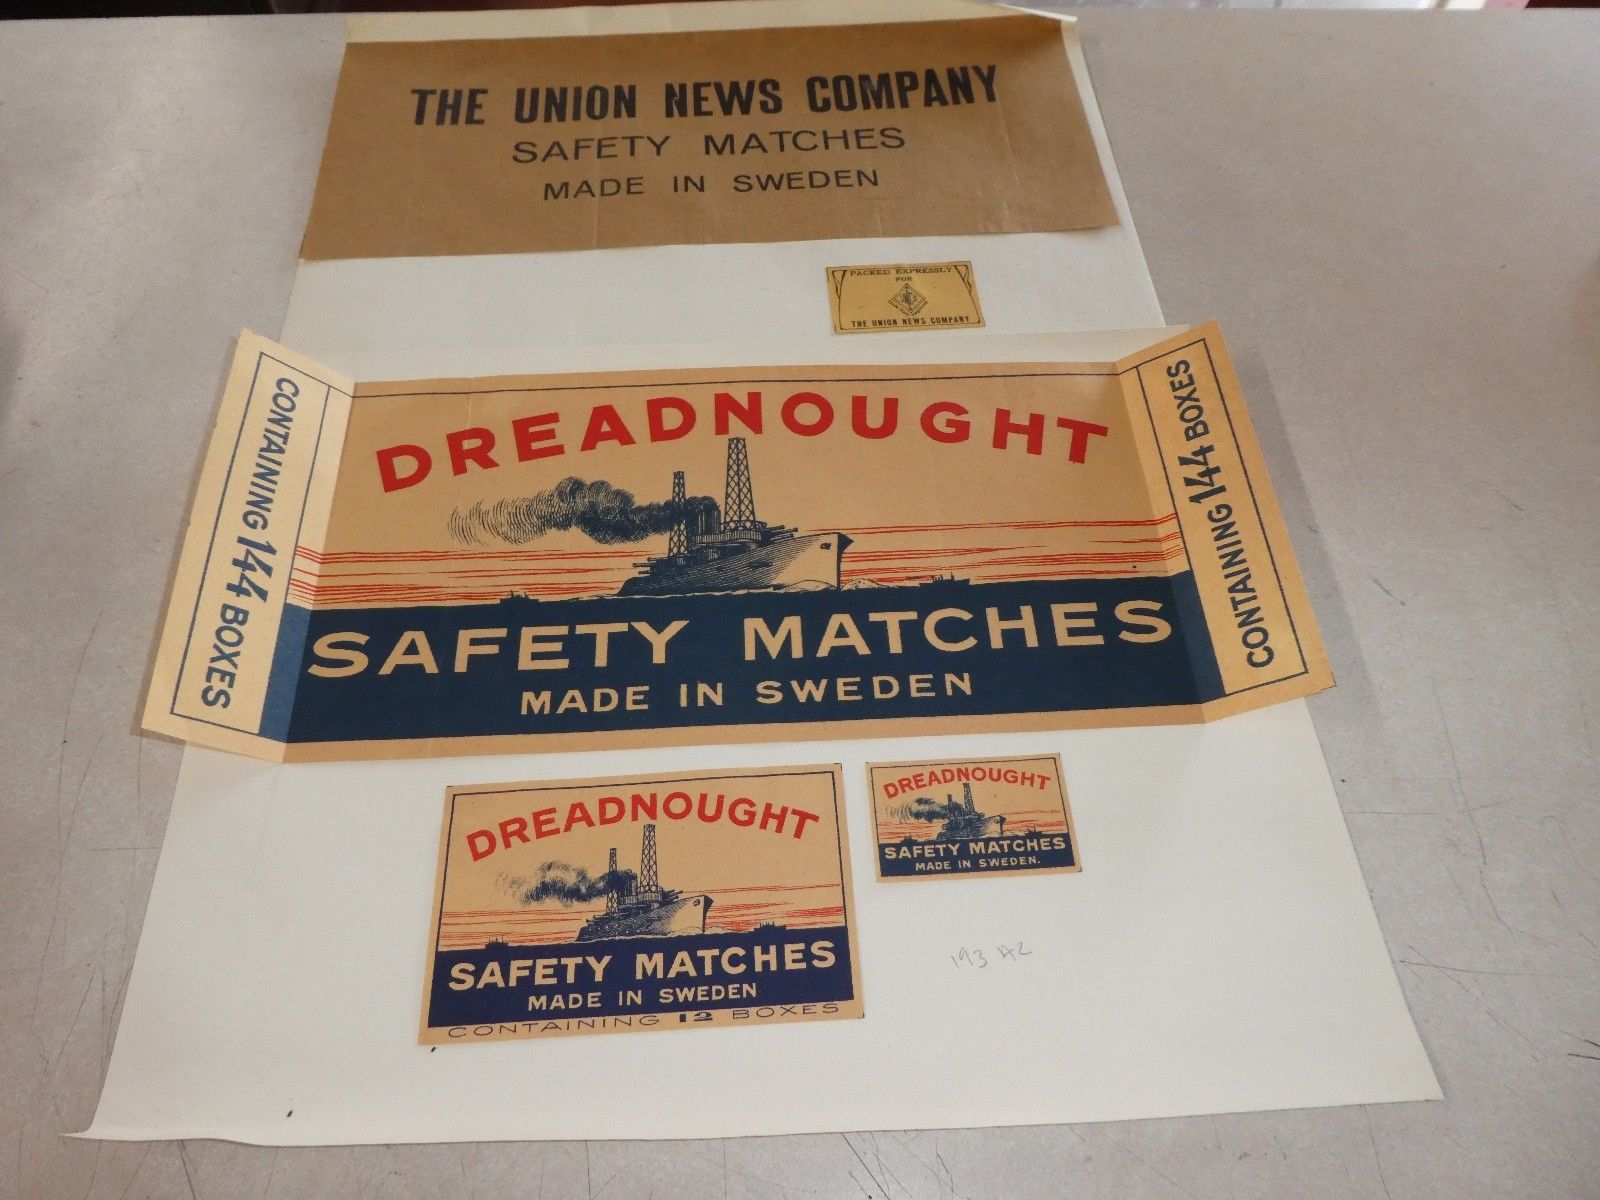 THE UNION NEWS COMPANY
SAFETY MATCHES
MADE IN SWEDEN
PACKED EXPRESSLY
FOR
THE UNION NEWS COMPANY
CONTAINING 144 BOXES
DREADNOUGHT
SAFETY MATCHES
MADE IN SWEDEN
CONTAINING 144 BOXES
DREADNOUGHT
SAFETY MATCHES
MADE IN SWEDEN
CONTAINING 12 BOXES
DREADNOUGHT
SAFETY MATCHES
MADE IN SWEDEN.
193